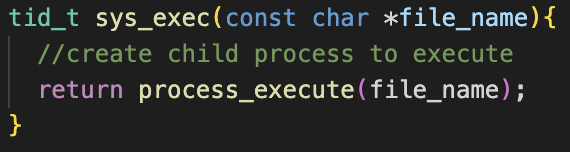 tid_t sys_exec(const char *file_name){
//create child process to execute
return process_execute(file_name);
}